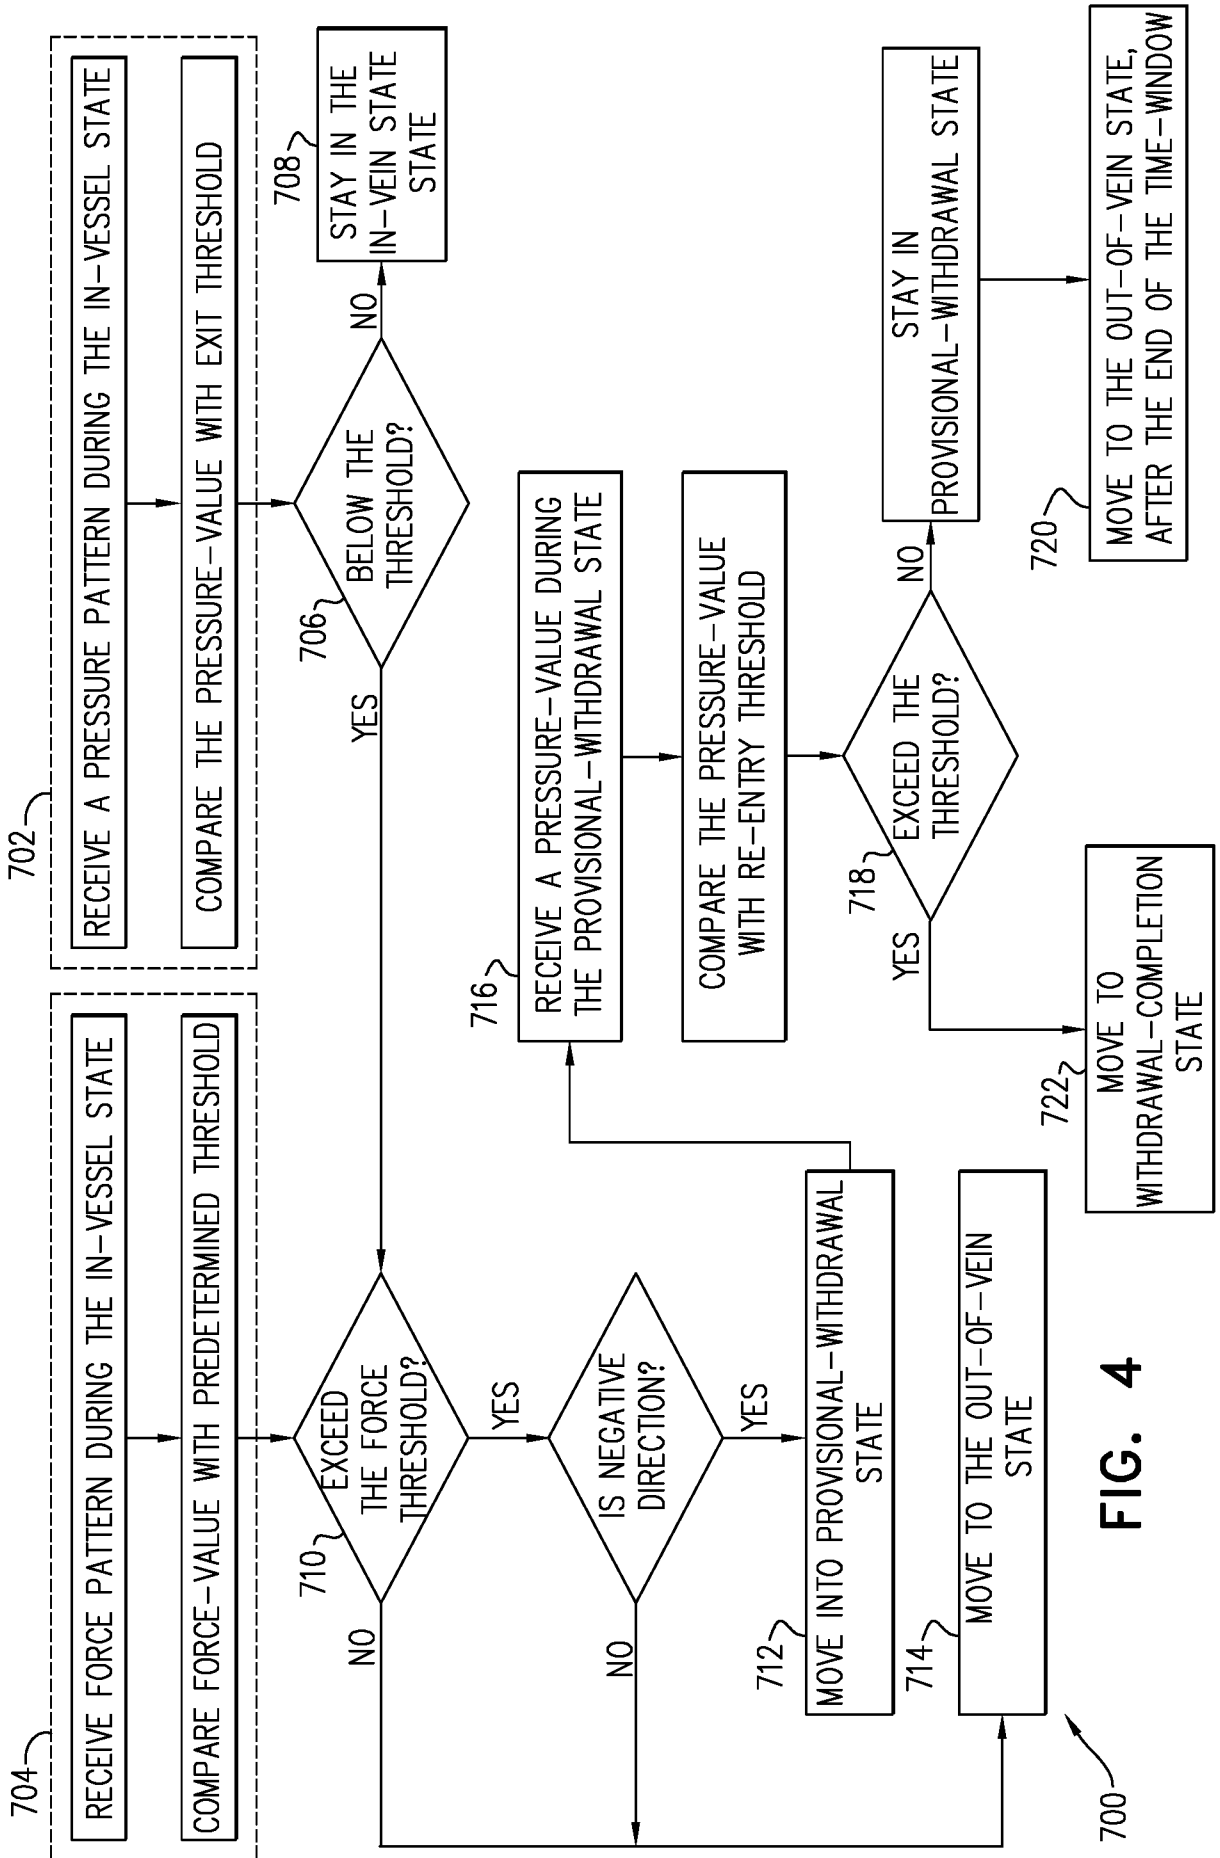 704
RECEIVE FORCE PATTERN DURING THE IN-VESSEL STATE
COMPARE FORCE-VALUE WITH PREDETERMINED THRESHOLD
702
RECEIVE A PRESSURE PATTERN DURING THE IN-VESSEL STATE
COMPARE THE PRESSURE-VALUE WITH EXIT THRESHOLD
706
BELOW THE
THRESHOLD?
NO
YES
708
STAY IN THE
IN-VEIN STATE
STATE
710
EXCEED
THE FORCE
THRESHOLD?
NO
YES
IS NEGATIVE
DIRECTION?
NO
YES
712
MOVE INTO PROVISIONAL-WITHDRAWAL
STATE
714
MOVE TO THE OUT-OF-VEIN
STATE
716
RECEIVE A PRESSURE-VALUE DURING
THE PROVISIONAL-WITHDRAWAL STATE
COMPARE THE PRESSURE-VALUE
WITH RE-ENTRY THRESHOLD
718
EXCEED THE
THRESHOLD?
YES
NO
STAY IN
PROVISIONAL-WITHDRAWAL STATE
720
MOVE TO THE OUT-OF-VEIN STATE,
AFTER THE END OF THE TIME-WINDOW
722
MOVE TO
WITHDRAWAL-COMPLETION
STATE
700
FIG. 4